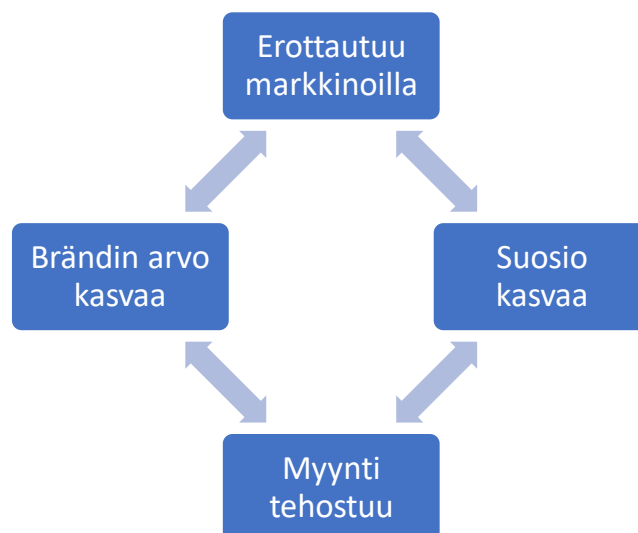 Erottautuu
markkinoilla
Brändin arvo
kasvaa
Suosio
kasvaa
Myynti
tehostuu